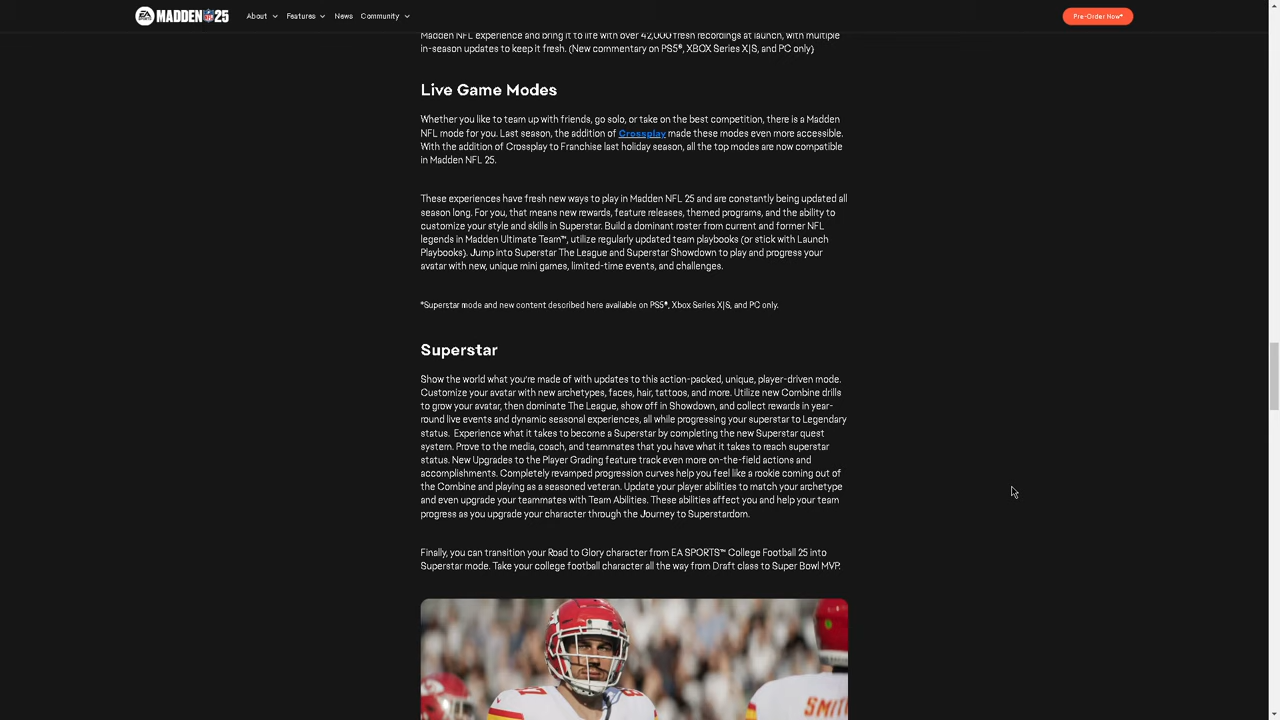 EA SPORTS MADDEN NFL 25 About Features News Community Pre-Order Now*
Madden NFL experience and bring it to life with over 42,000 fresh recordings at launch, with multiple
in-season updates to keep it fresh. (New commentary on PS5®, XBOX Series X|S, and PC only)
Live Game Modes
Whether you like to team up with friends, go solo, or take on the best competition, there is a Madden
NFL mode for you. Last season, the addition of Crossplay made these modes even more accessible.
With the addition of Crossplay to Franchise last holiday season, all the top modes are now compatible
in Madden NFL 25.
These experiences have fresh new ways to play in Madden NFL 25 and are constantly being updated all
season long. For you, that means new rewards, feature releases, themed programs, and the ability to
customize your style and skills in Superstar. Build a dominant roster from current and former NFL
legends in Madden Ultimate Team™, utilize regularly updated team playbooks (or stick with Launch
Playbooks). Jump into Superstar The League and Superstar Showdown to play and progress your
avatar with new, unique mini games, limited-time events, and challenges.
*Superstar mode and new content described here available on PS5®, Xbox Series X|S, and PC only.
Superstar
Show the world what you're made of with updates to this action-packed, unique, player-driven mode.
Customize your avatar with new archetypes, faces, hair, tattoos, and more. Utilize new Combine drills
to grow your avatar, then dominate The League, show off in Showdown, and collect rewards in year-
round live events and dynamic seasonal experiences, all while progressing your superstar to Legendary
status. Experience what it takes to become a Superstar by completing the new Superstar quest
system. Prove to the media, coach, and teammates that you have what it takes to reach superstar
status. New Upgrades to the Player Grading feature track even more on-the-field actions and
accomplishments. Completely revamped progression curves help you feel like a rookie coming out of
the Combine and playing as a seasoned veteran. Update your player abilities to match your archetype
and even upgrade your teammates with Team Abilities. These abilities affect you and help your team
progress as you upgrade your character through the Journey to Superstardom.
Finally, you can transition your Road to Glory character from EA SPORTS™ College Football 25 into
Superstar mode. Take your college football character all the way from Draft class to Super Bowl MVP.
SMIT